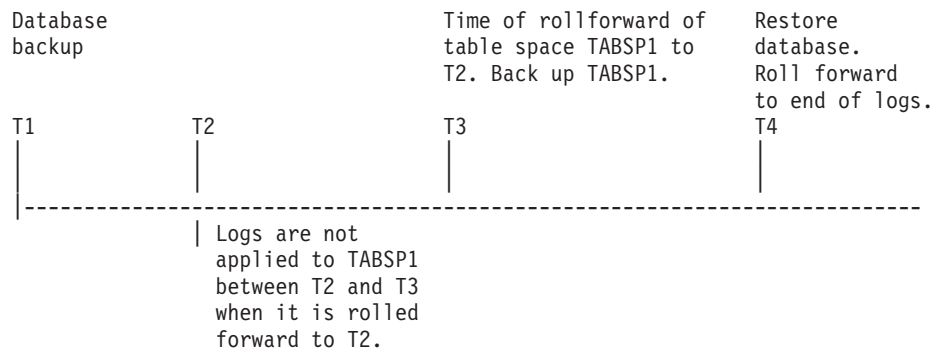 Database                            Time of rollforward of    Restore
backup                              table space TABSP1 to     database.
                                    T2. Back up TABSP1.       Roll forward
                                                              to end of logs.
T1             T2                   T3                        T4
Logs are not
applied to TABSP1
between T2 and T3
when it is rolled
forward to T2.